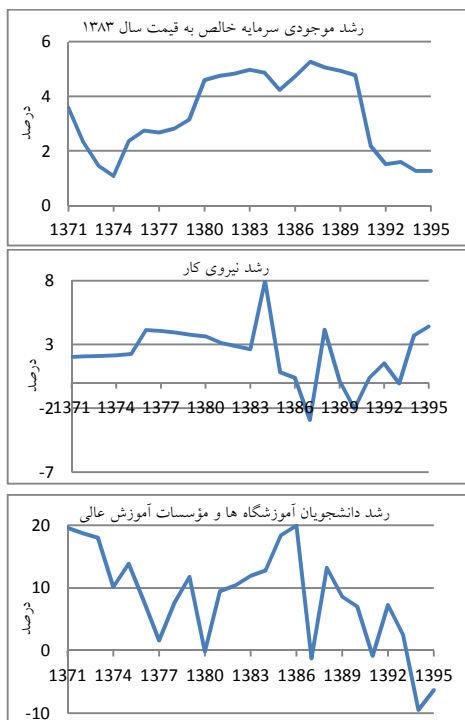 رشد موجودی سرمایه خالص به قیمت سال ۱۳۸۳
درصد
6
4
2
0
1371 1374 1377 1380 1383 1386 1389 1392 1395
رشد نیروی کار
درصد
8
3
-2
-7
1371 1374 1377 1380 1383 1386 1389 1392 1395
رشد دانشجویان آموزشگاه ها و مؤسسات آموزش عالی
درصد
20
10
0
-10
1371 1374 1377 1380 1383 1386 1389 1392 1395